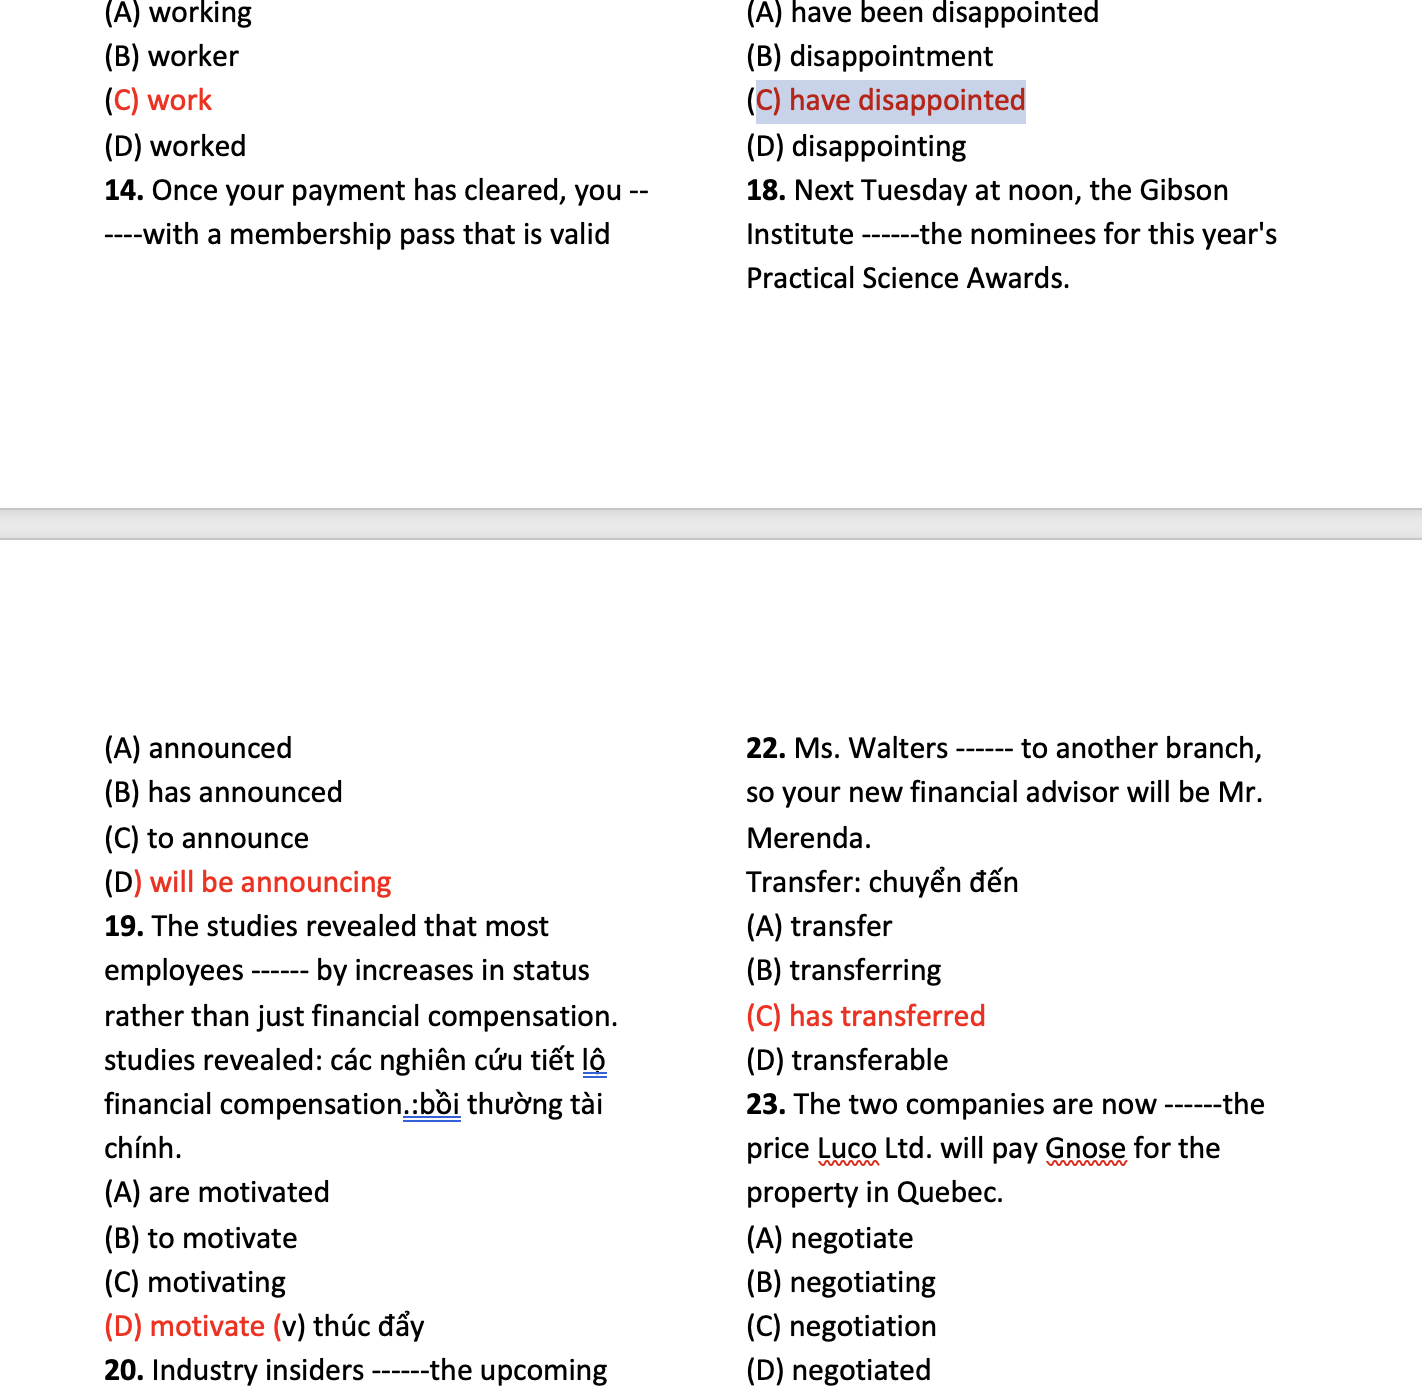 (A) working
(B) worker
(C) work
(D) worked
14. Once your payment has cleared, you --
----with a membership pass that is valid
(A) have been disappointed
(B) disappointment
(C) have disappointed
(D) disappointing
18. Next Tuesday at noon, the Gibson
Institute ------the nominees for this year's
Practical Science Awards.
(A) announced
(B) has announced
(C) to announce
(D) will be announcing
19. The studies revealed that most
employees ------ by increases in status
rather than just financial compensation.
studies revealed: các nghiên cứu tiết lộ
financial compensation.:bồi thường tài
chính.
(A) are motivated
(B) to motivate
(C) motivating
(D) motivate (v) thúc đẩy
20. Industry insiders ------the upcoming
22. Ms. Walters ------ to another branch,
so your new financial advisor will be Mr.
Merenda.
Transfer: chuyển đến
(A) transfer
(B) transferring
(C) has transferred
(D) transferable
23. The two companies are now ------the
price Luco Ltd. will pay Gnose for the
property in Quebec.
(A) negotiate
(B) negotiating
(C) negotiation
(D) negotiated